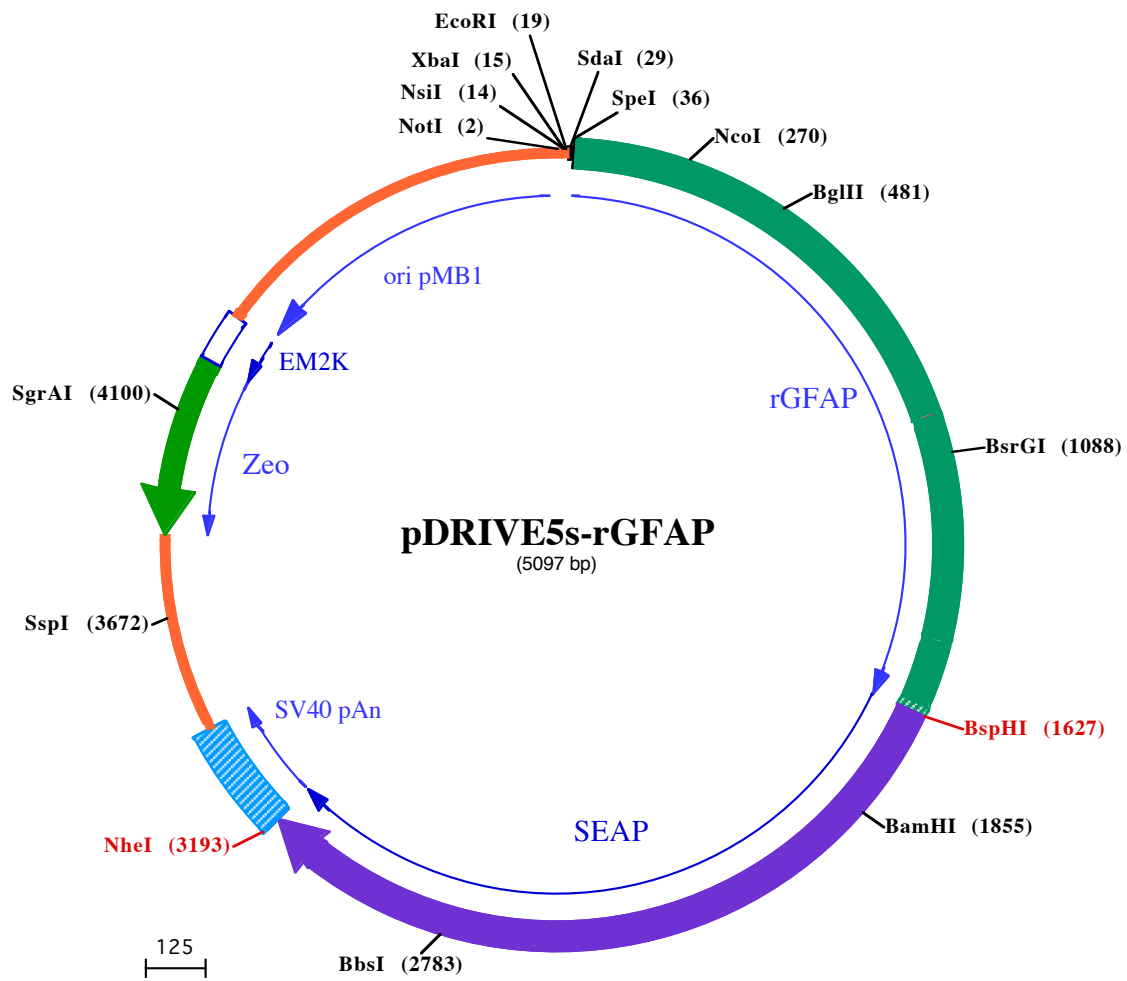 EcoRI (19)
XbaI (15)
SdaI (29)
NsiI (14)
SpeI (36)
NotI (2)
NcoI (270)
BglII (481)
ori pMB1
EM2K
SgrAI (4100)
rGFAP
BsrGI (1088)
Zeo
pDRIVE5s-rGFAP
(5097 bp)
SspI (3672)
SV40 pAn
BspHI (1627)
NheI (3193)
SEAP
BamHI (1855)
125
BbsI (2783)